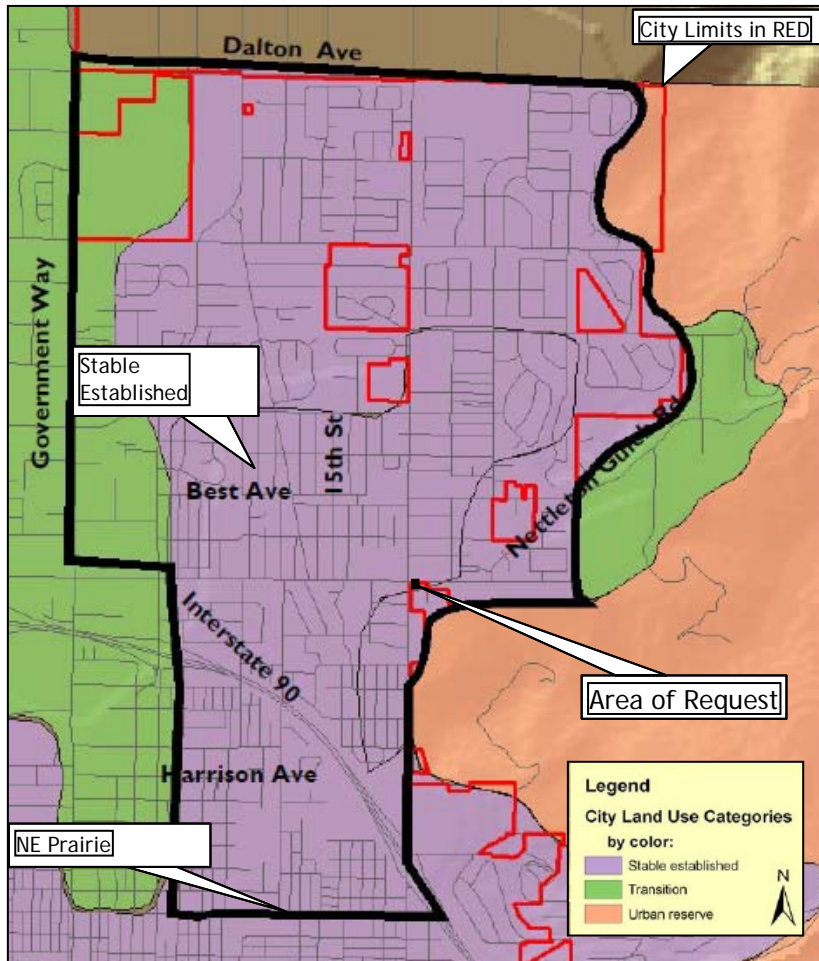 City Limits in RED
Dalton Ave
Government Way
Stable
Established
15th St
Best Ave
Nettleton Gulch Rd
Interstate 90
Area of Request
Harrison Ave
NE Prairie
Legend
City Land Use Categories
by color:
Stable established
Transition
Urban reserve
N